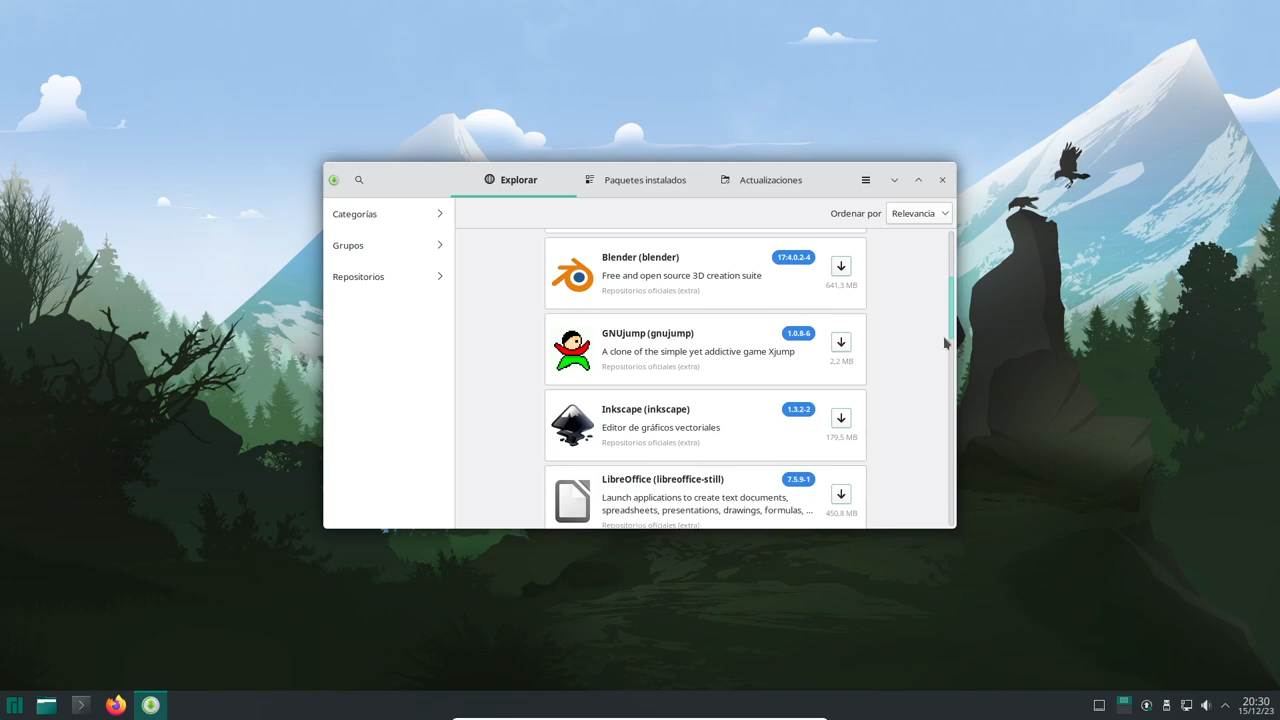 Explorar
Paquetes instalados
Actualizaciones
Categorías
Grupos
Repositorios
Ordenar por
Relevancia
Blender (blender)
17:4.0.2-4
Free and open source 3D creation suite
Repositorios oficiales (extra)
641,3 MB
GNUjump (gnujump)
1.0.8-6
A clone of the simple yet addictive game Xjump
Repositorios oficiales (extra)
2,2 MB
Inkscape (inkscape)
1.3.2-2
Editor de gráficos vectoriales
Repositorios oficiales (extra)
179,5 MB
LibreOffice (libreoffice-still)
7.5.9-1
Launch applications to create text documents,
spreadsheets, presentations, drawings, formulas, ...
Repositorios oficiales (extra)
450,8 MB
20:30
15/12/23